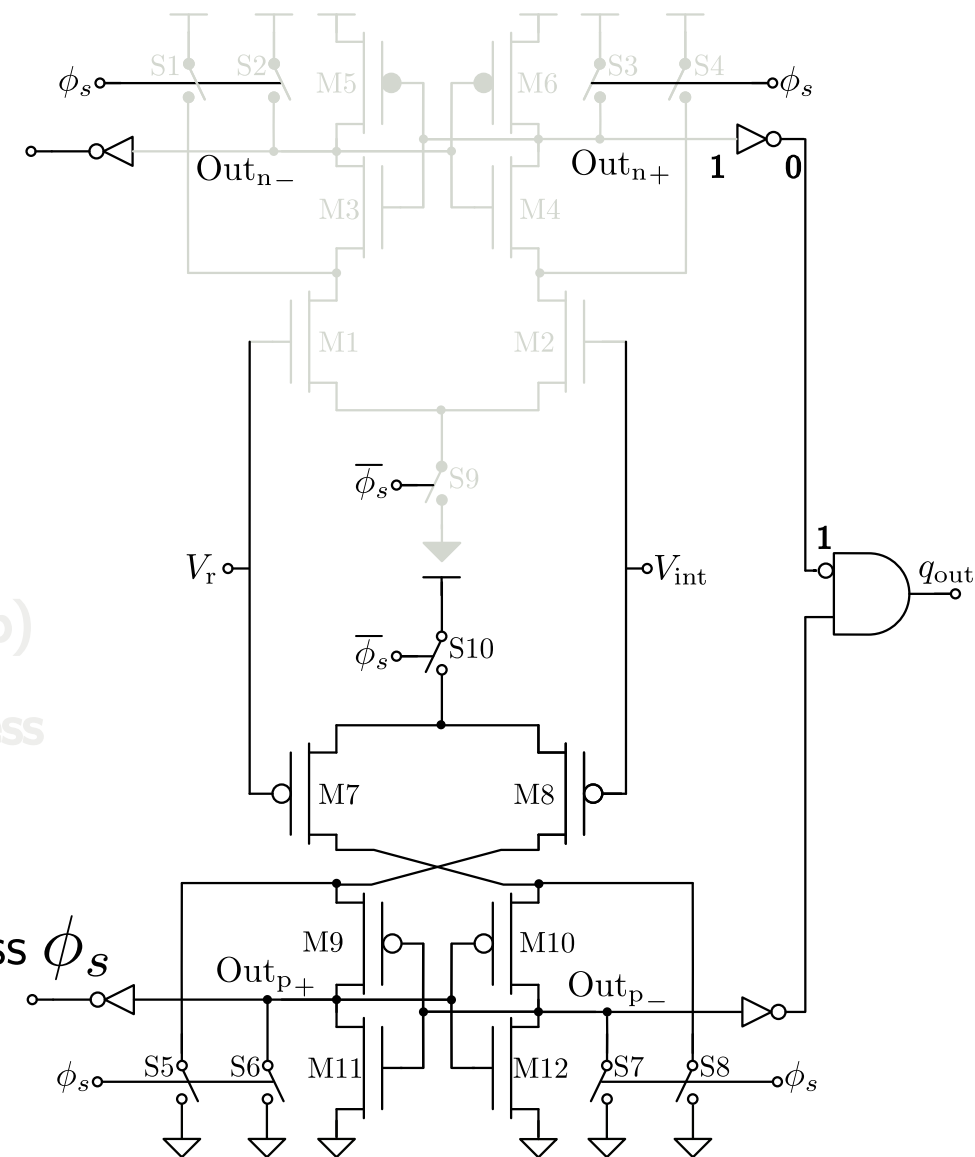 S1 S2 M5 M6 S3 S4
ϕs ϕs
Outn− Outn+ 1 0
M3 M4
M1 M2
ϕ̅s S9
1
Vr Vint qout
p)
ϕ̅s S10
ess
M7 M8
ss ϕs M9 M10
Outp+ Outp−
S5 S6 M11 M12 S7 S8
ϕs ϕs